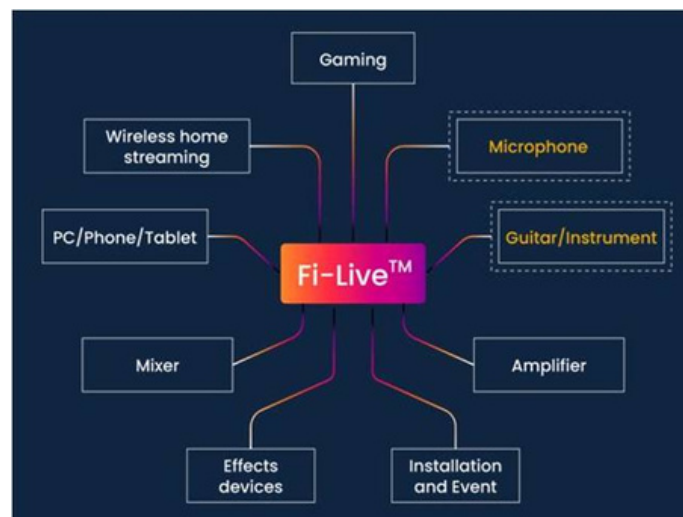 Gaming
Wireless home
streaming
Microphone
PC/Phone/Tablet
Guitar/Instrument
Fi-Live™
Mixer
Amplifier
Effects
devices
Installation
and Event